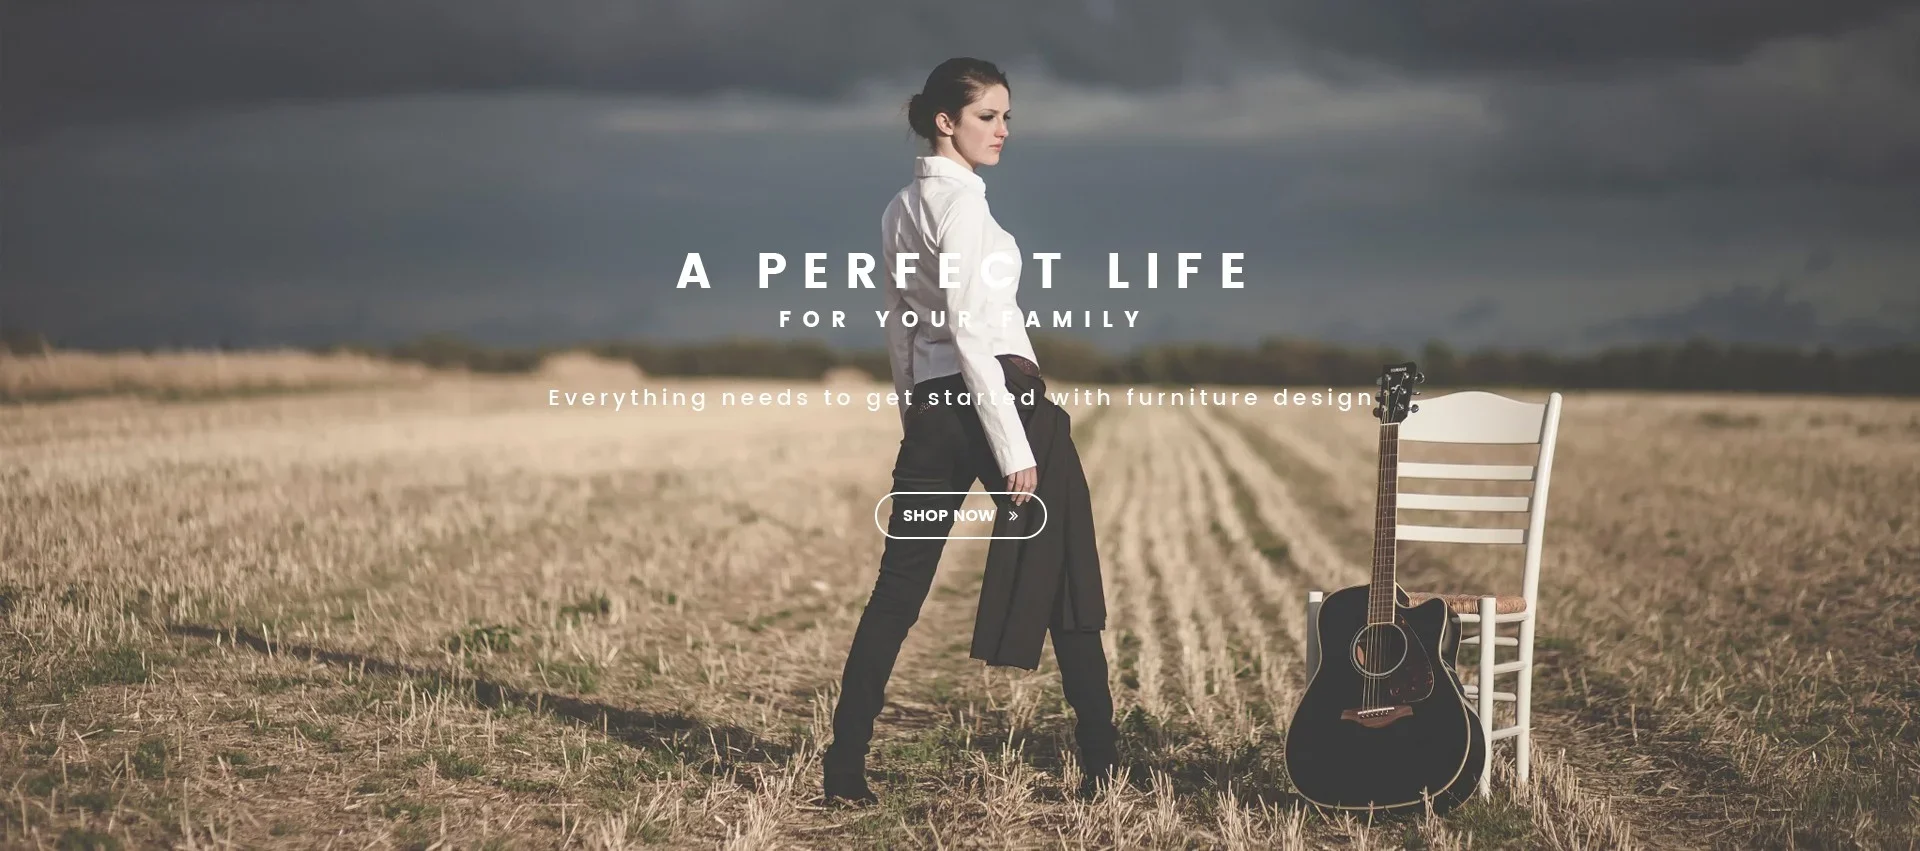 A PERFECT LIFE
FOR YOUR FAMILY
Everything needs to get started with furniture design.
SHOP NOW »